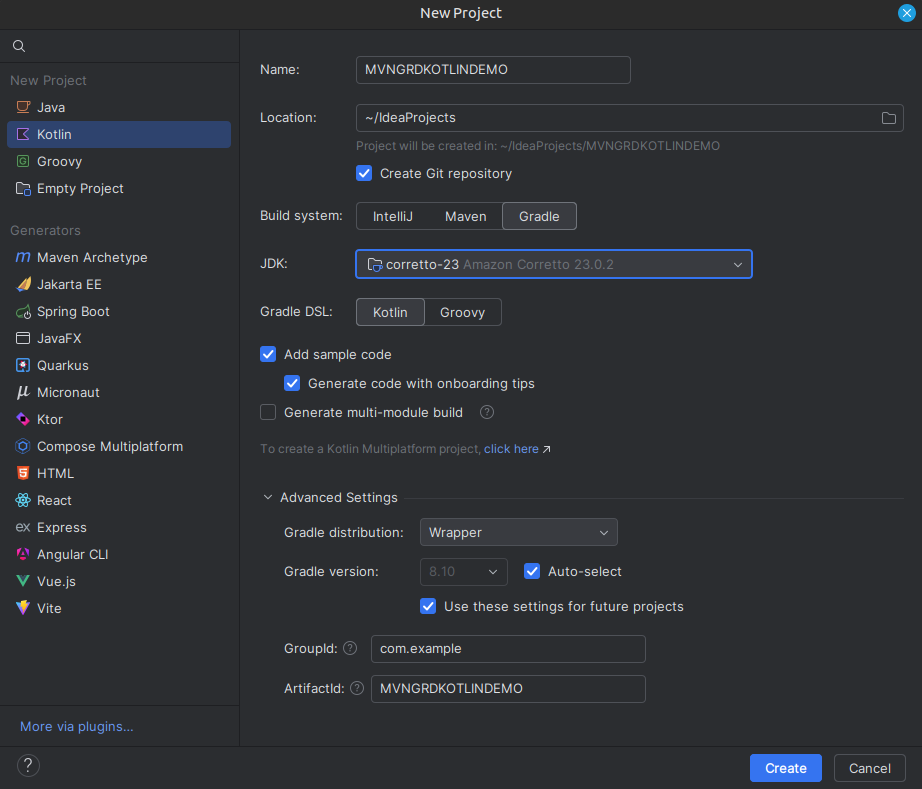 New Project
New Project
Java
Kotlin
Groovy
Empty Project
Generators
Maven Archetype
Jakarta EE
Spring Boot
JavaFX
Quarkus
Micronaut
Ktor
Compose Multiplatform
HTML
React
Express
Angular CLI
Vue.js
Vite
More via plugins...
Name: MVNGRDKOTLINDEMO
Location: ~/IdeaProjects
Project will be created in: ~/IdeaProjects/MVNGRDKOTLINDEMO
Create Git repository
Build system: IntelliJ Maven Gradle
JDK: corretto-23 Amazon Corretto 23.0.2
Gradle DSL: Kotlin Groovy
Add sample code
Generate code with onboarding tips
Generate multi-module build ?
To create a Kotlin Multiplatform project, click here ↗
Advanced Settings
Gradle distribution: Wrapper
Gradle version: 8.10 Auto-select
Use these settings for future projects
GroupId: ? com.example
ArtifactId: ? MVNGRDKOTLINDEMO
? Create Cancel